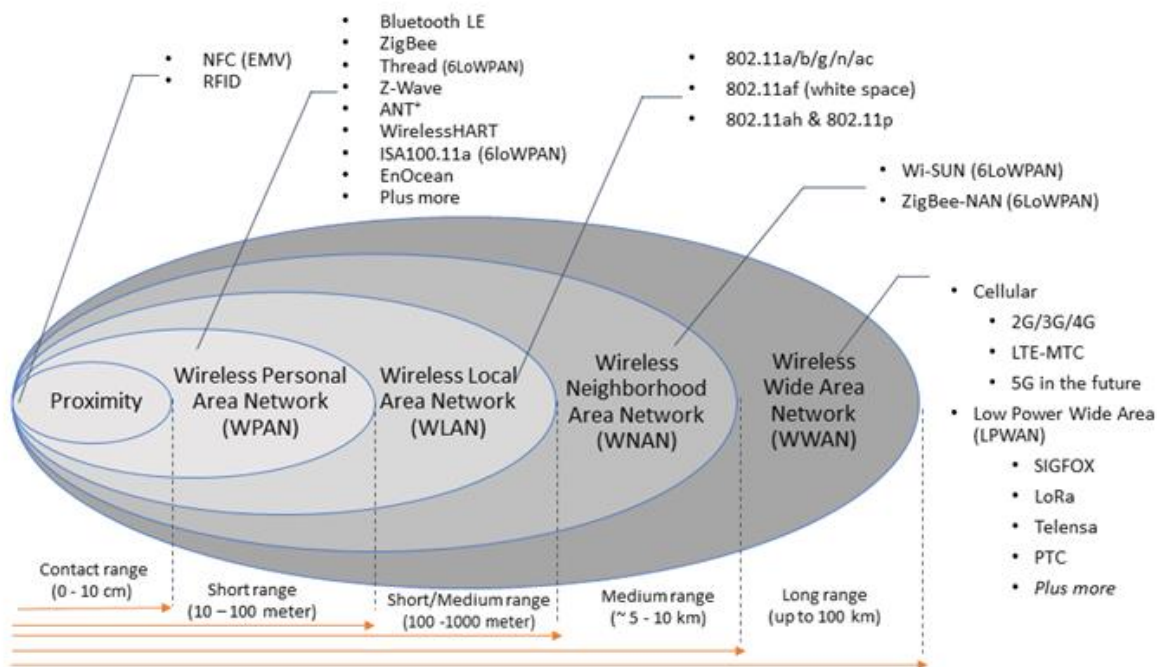 • NFC (EMV)
• RFID
• Bluetooth LE
• ZigBee
• Thread (6LoWPAN)
• Z-Wave
• ANT+
• WirelessHART
• ISA100.11a (6loWPAN)
• EnOcean
• Plus more
• 802.11a/b/g/n/ac
• 802.11af (white space)
• 802.11ah & 802.11p
• Wi-SUN (6LoWPAN)
• ZigBee-NAN (6LoWPAN)
• Cellular
• 2G/3G/4G
• LTE-MTC
• 5G in the future
• Low Power Wide Area
(LPWAN)
• SIGFOX
• LoRa
• Telensa
• PTC
• Plus more
Proximity
Wireless Personal
Area Network
(WPAN)
Wireless Local
Area Network
(WLAN)
Wireless
Neighborhood
Area Network
(WNAN)
Wireless
Wide Area
Network
(WWAN)
Contact range
(0 - 10 cm)
Short range
(10 – 100 meter)
Short/Medium range
(100 -1000 meter)
Medium range
(~ 5 - 10 km)
Long range
(up to 100 km)